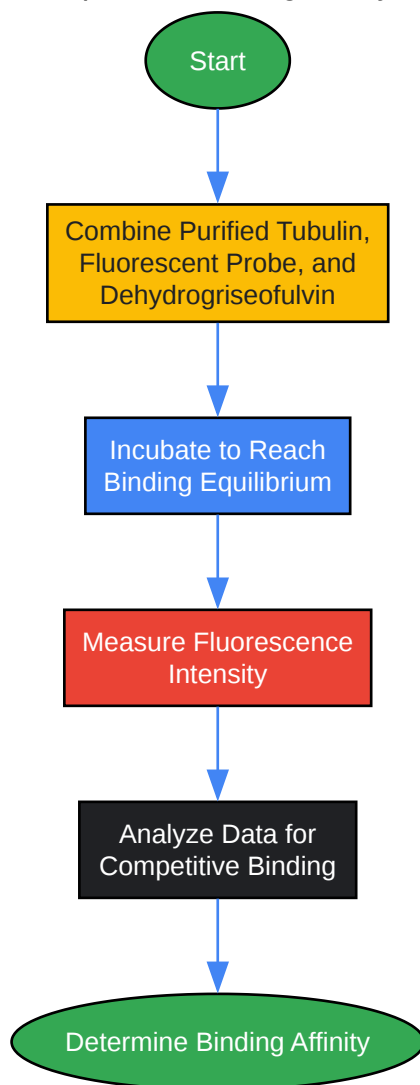 Start
Combine Purified Tubulin,
Fluorescent Probe, and
Dehydrogriseofulvin
Incubate to Reach
Binding Equilibrium
Measure Fluorescence
Intensity
Analyze Data for
Competitive Binding
Determine Binding Affinity